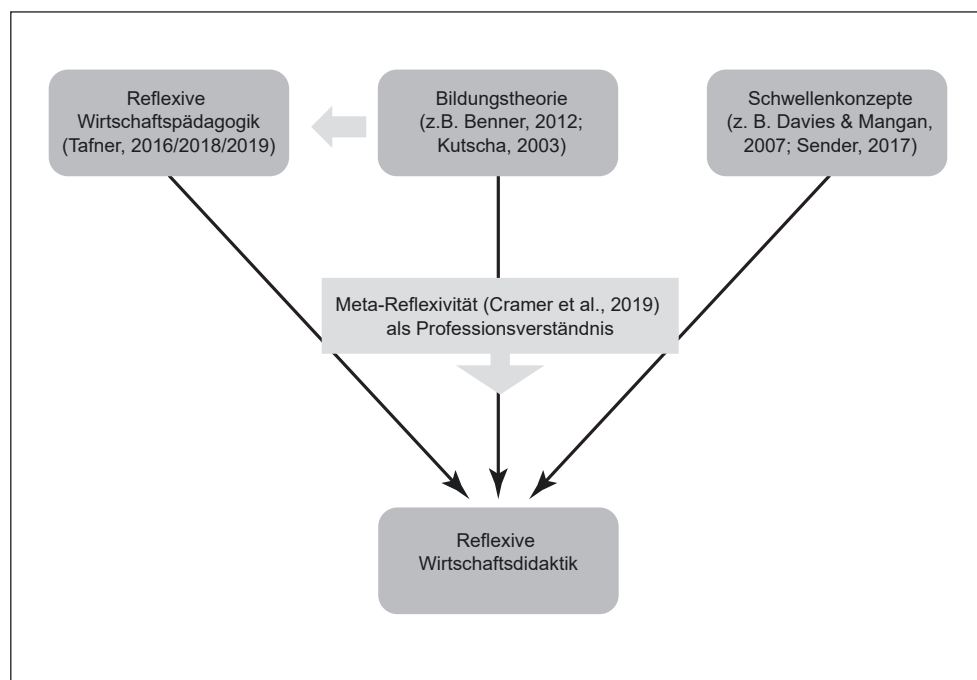 Reflexive
Wirtschaftspädagogik
(Tafner, 2016/2018/2019)
Bildungstheorie
(z.B. Benner, 2012;
Kutscha, 2003)
Schwellenkonzepte
(z. B. Davies & Mangan,
2007; Sender, 2017)
Meta-Reflexivität (Cramer et al., 2019)
als Professionsverständnis
Reflexive
Wirtschaftsdidaktik